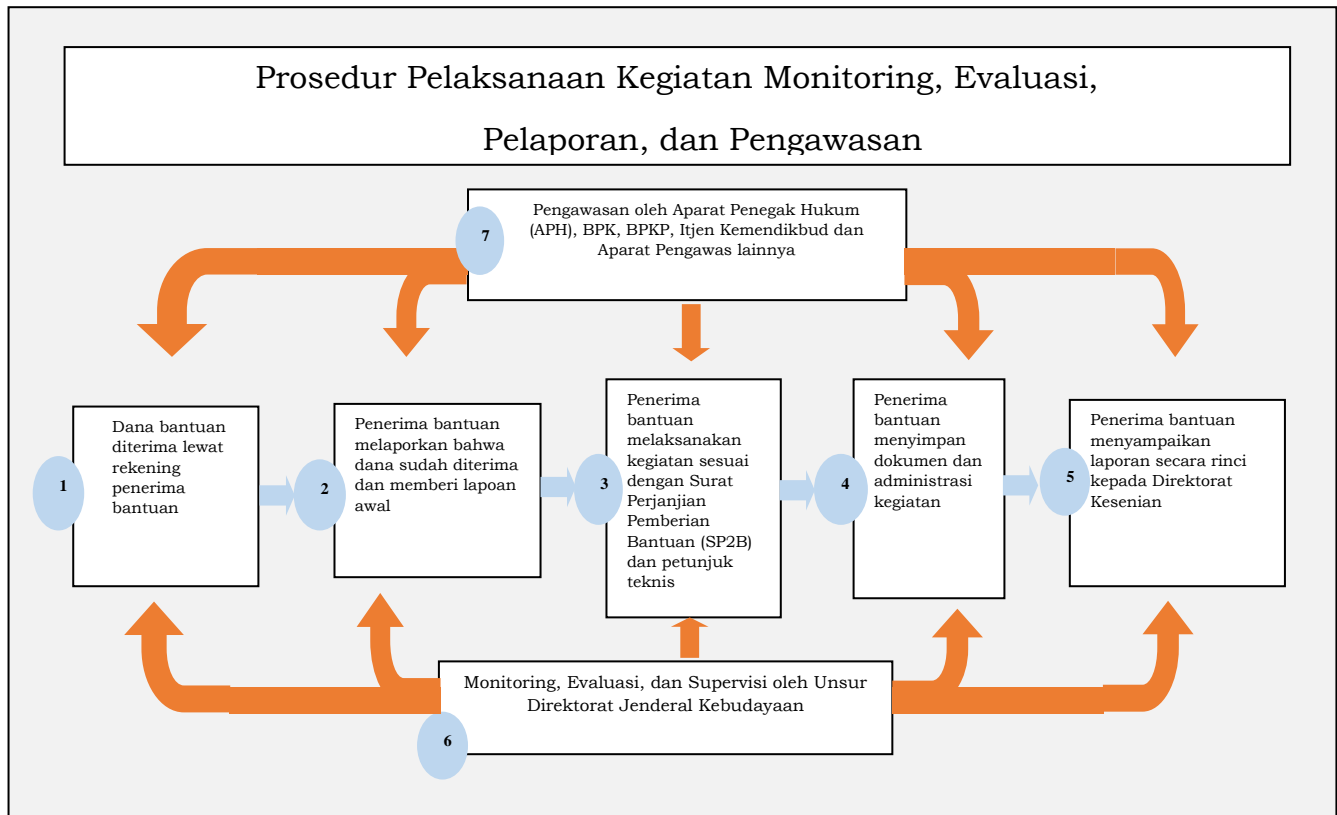 Prosedur Pelaksanaan Kegiatan Monitoring, Evaluasi,
Pelaporan, dan Pengawasan
7
Pengawasan oleh Aparat Penegak Hukum
(APH), BPK, BPKP, Itjen Kemendikbud dan
Aparat Pengawas lainnya
1
Dana bantuan
diterima lewat
rekening
penerima
bantuan
2
Penerima bantuan
melaporkan bahwa
dana sudah diterima
dan memberi lapoan
awal
3
Penerima
bantuan
melaksanakan
kegiatan sesuai
dengan Surat
Perjanjian
Pemberian
Bantuan (SP2B)
dan petunjuk
teknis
4
Penerima
bantuan
menyimpan
dokumen dan
administrasi
kegiatan
5
Penerima bantuan
menyampaikan
laporan secara rinci
kepada Direktorat
Kesenian
6
Monitoring, Evaluasi, dan Supervisi oleh Unsur
Direktorat Jenderal Kebudayaan